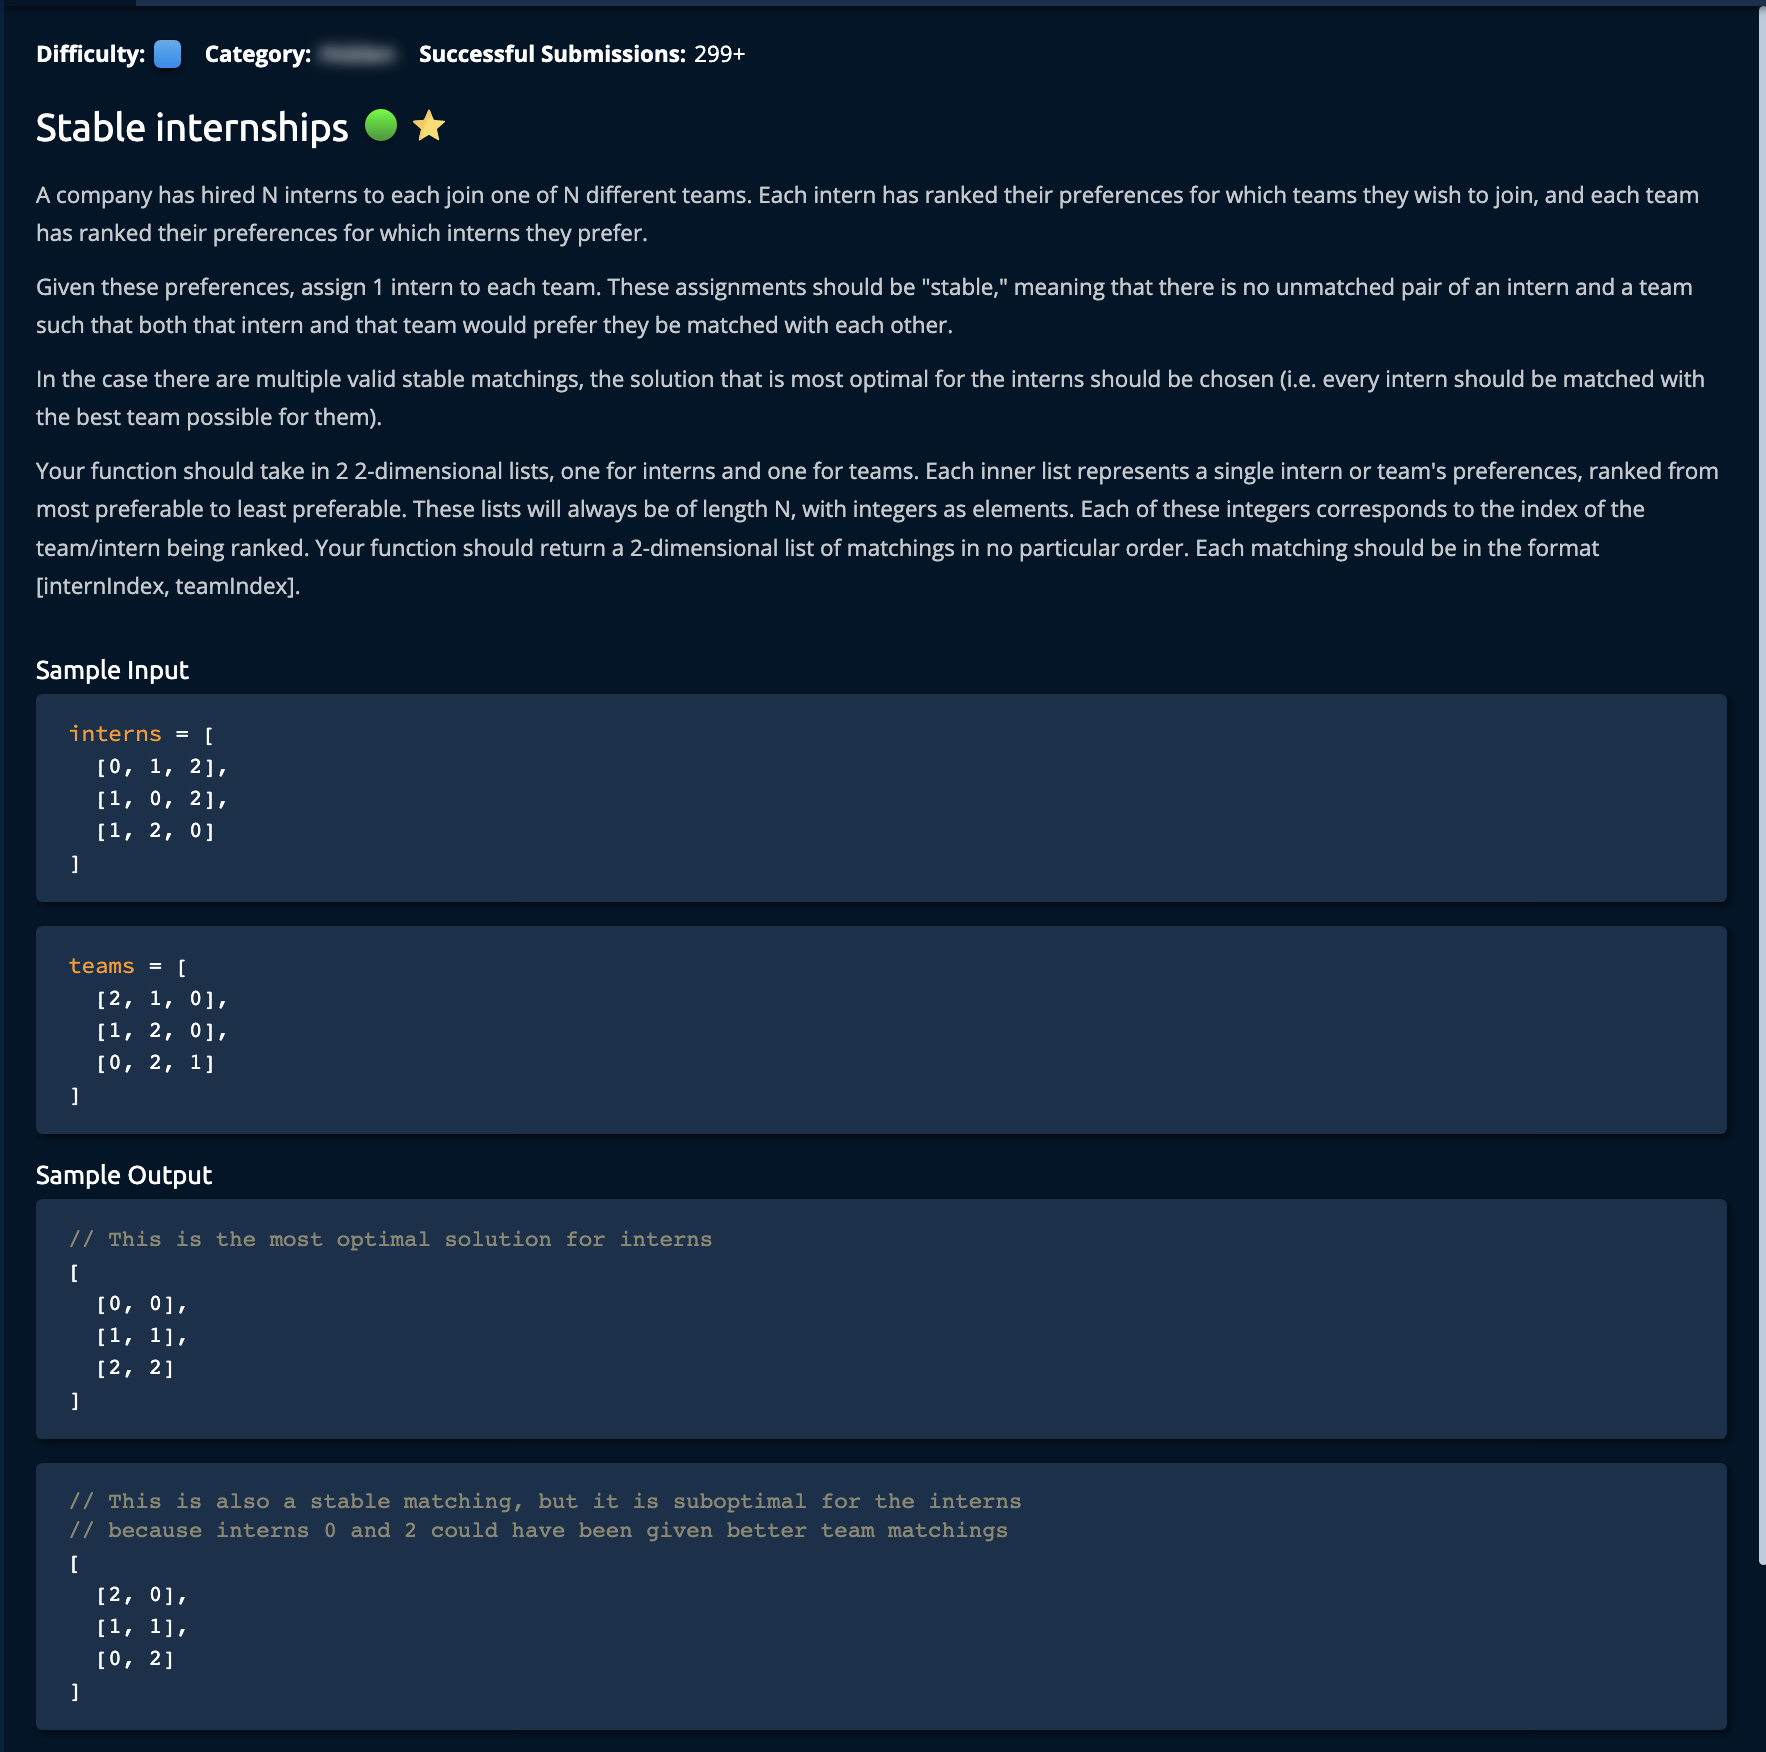 Difficulty: Category: Successful Submissions: 299+
Stable internships
A company has hired N interns to each join one of N different teams. Each intern has ranked their preferences for which teams they wish to join, and each team
has ranked their preferences for which interns they prefer.
Given these preferences, assign 1 intern to each team. These assignments should be "stable," meaning that there is no unmatched pair of an intern and a team
such that both that intern and that team would prefer they be matched with each other.
In the case there are multiple valid stable matchings, the solution that is most optimal for the interns should be chosen (i.e. every intern should be matched with
the best team possible for them).
Your function should take in 2 2-dimensional lists, one for interns and one for teams. Each inner list represents a single intern or team's preferences, ranked from
most preferable to least preferable. These lists will always be of length N, with integers as elements. Each of these integers corresponds to the index of the
team/intern being ranked. Your function should return a 2-dimensional list of matchings in no particular order. Each matching should be in the format
[internIndex, teamIndex].
Sample Input
interns = [
[0, 1, 2],
[1, 0, 2],
[1, 2, 0]
]
teams = [
[2, 1, 0],
[1, 2, 0],
[0, 2, 1]
]
Sample Output
// This is the most optimal solution for interns
[
[0, 0],
[1, 1],
[2, 2]
]
// This is also a stable matching, but it is suboptimal for the interns
// because interns 0 and 2 could have been given better team matchings
[
[2, 0],
[1, 1],
[0, 2]
]